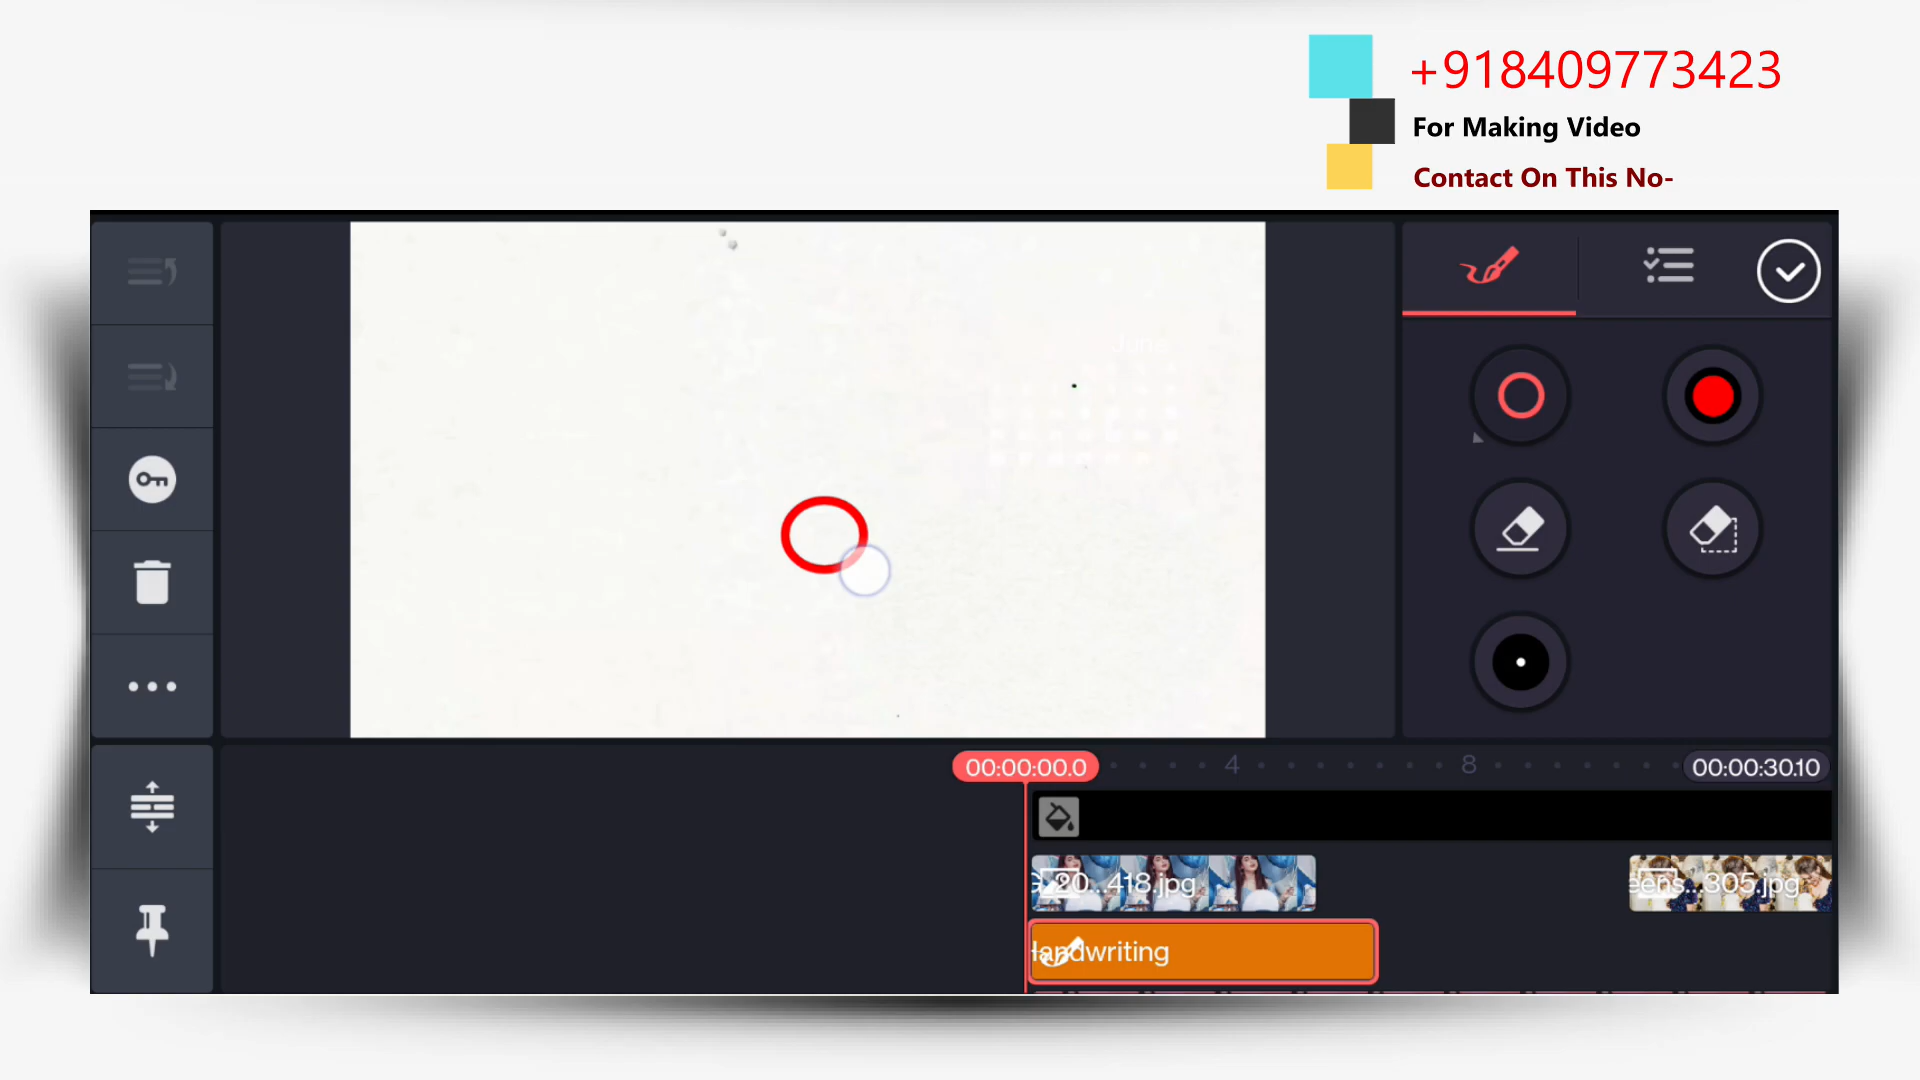 +918409773423
For Making Video
Contact On This No-
June
00:00:00.0
4
8
00:00:30.10
20...418.jpg
eens...305.jpg
Handwriting